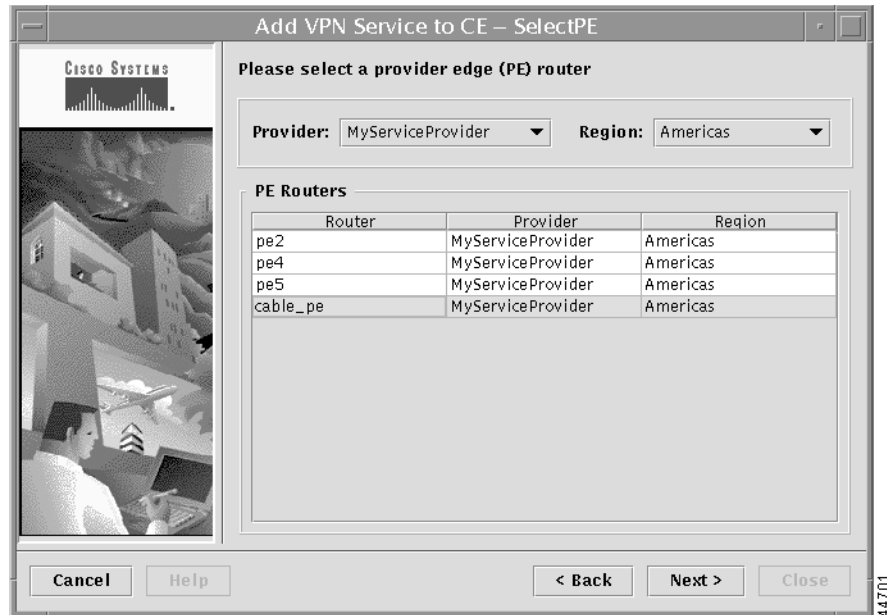 Add VPN Service to CE – SelectPE
CISCO SYSTEMS
Please select a provider edge (PE) router
Provider: MyServiceProvider Region: Americas
PE Routers
Router Provider Region
pe2 MyServiceProvider Americas
pe4 MyServiceProvider Americas
pe5 MyServiceProvider Americas
cable_pe MyServiceProvider Americas
Cancel Help < Back Next > Close